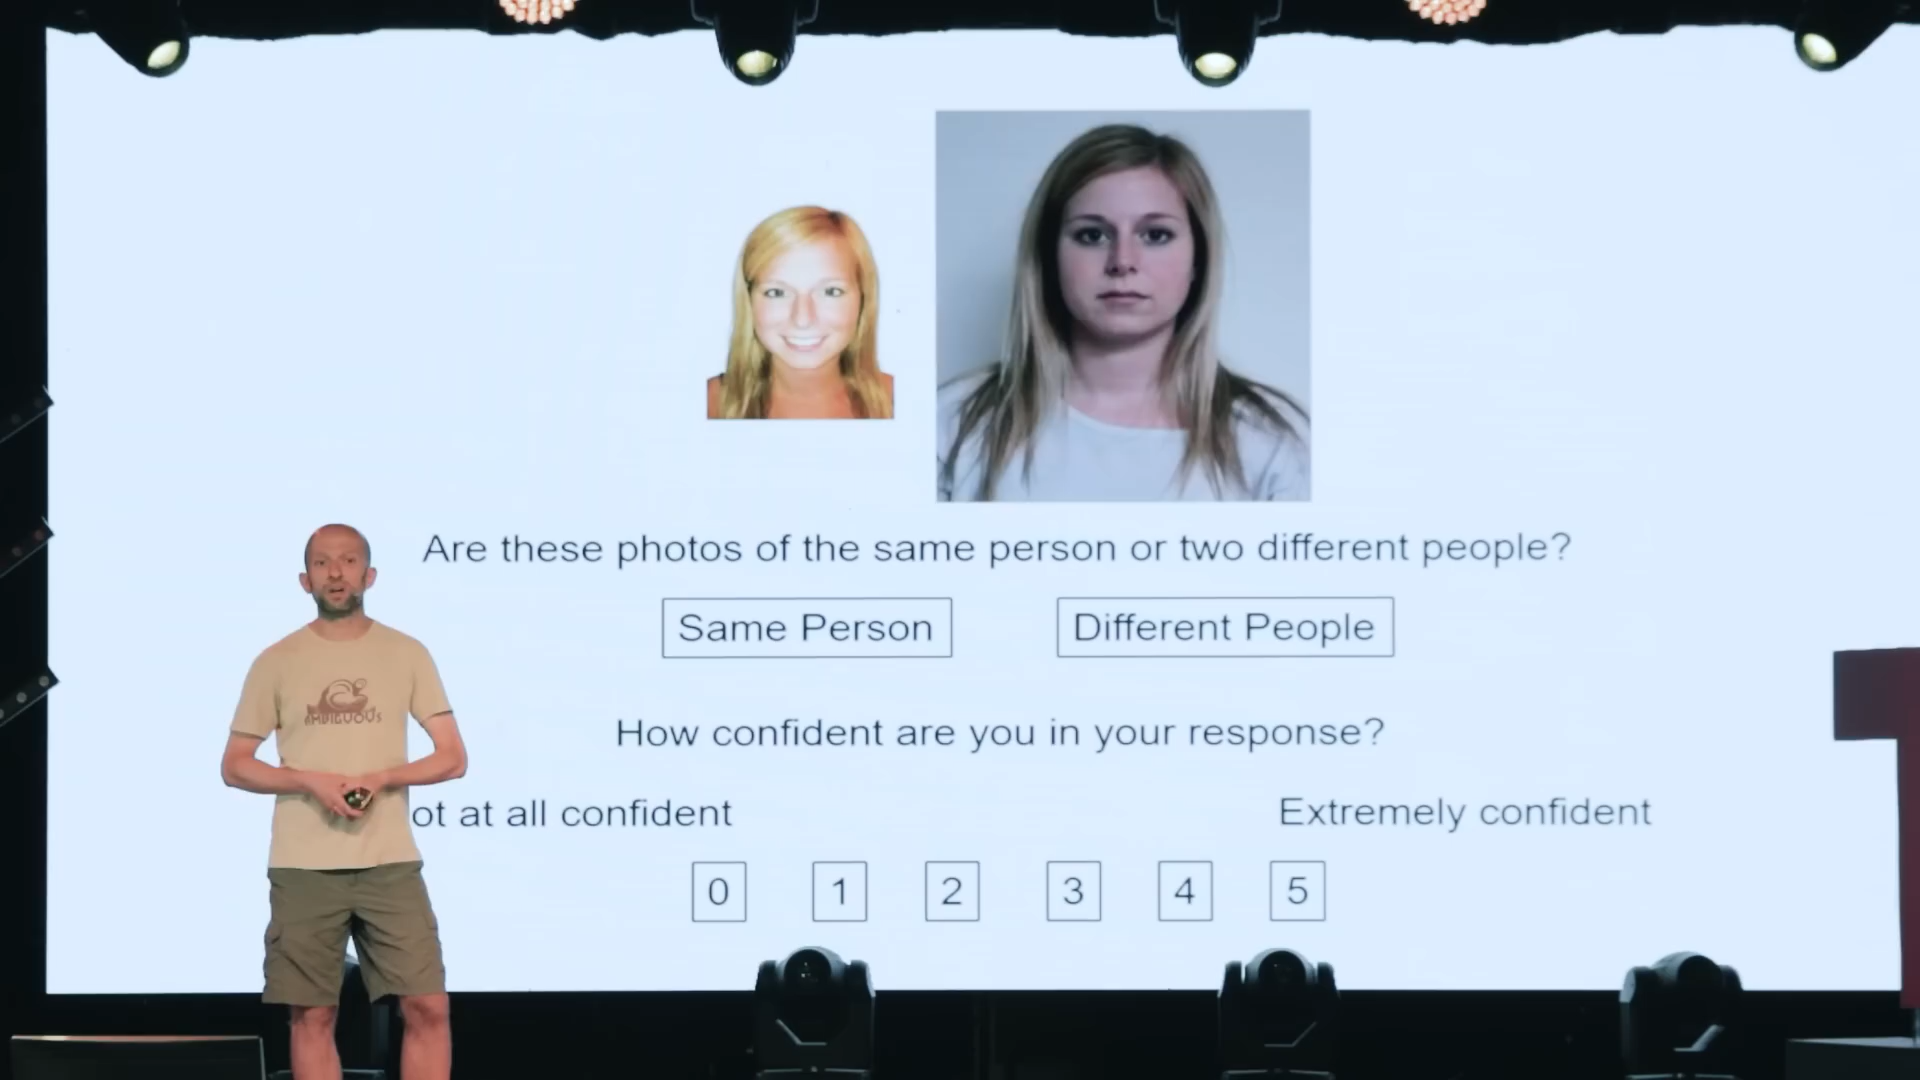 Are these photos of the same person or two different people?
Same Person Different People
How confident are you in your response?
ot at all confident Extremely confident
0 1 2 3 4 5
AMBIGUOUS
T